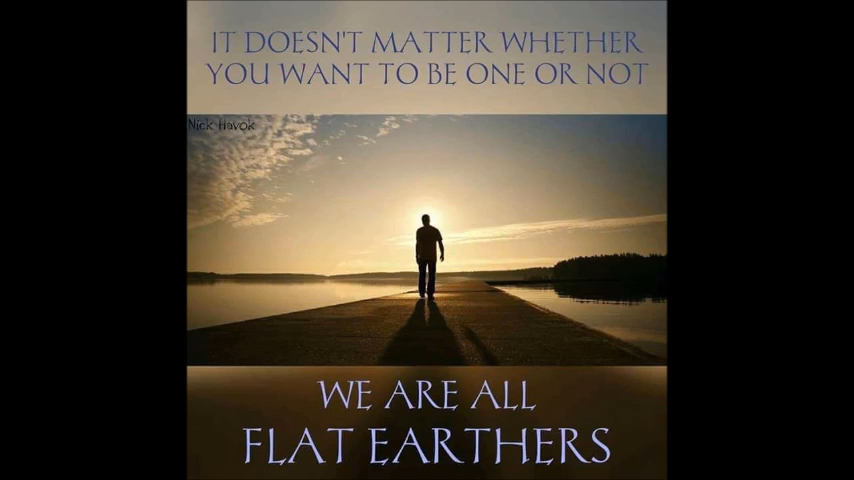 IT DOESN'T MATTER WHETHER
YOU WANT TO BE ONE OR NOT
Nick Havok
WE ARE ALL
FLAT EARTHERS